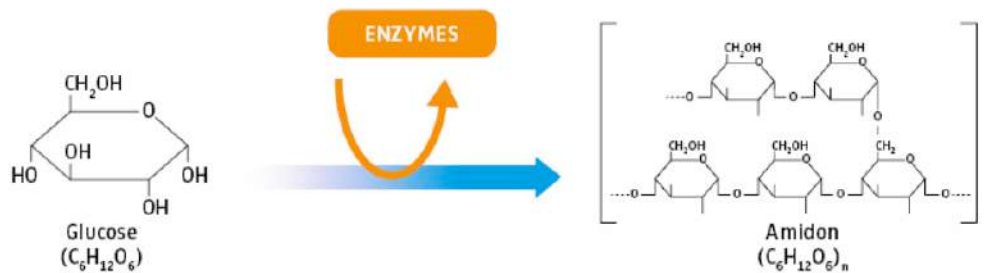 ENZYMES
CH₂OH
O
OH
HO
OH
OH
Glucose
(C₆H₁₂O₆)
CH₂OH
CH₂OH
O
O
O
O
O
CH₂OH
CH₂OH
CH₂
O
O
O
O
O
O
O
Amidon
(C₆H₁₂O₆)ₙ